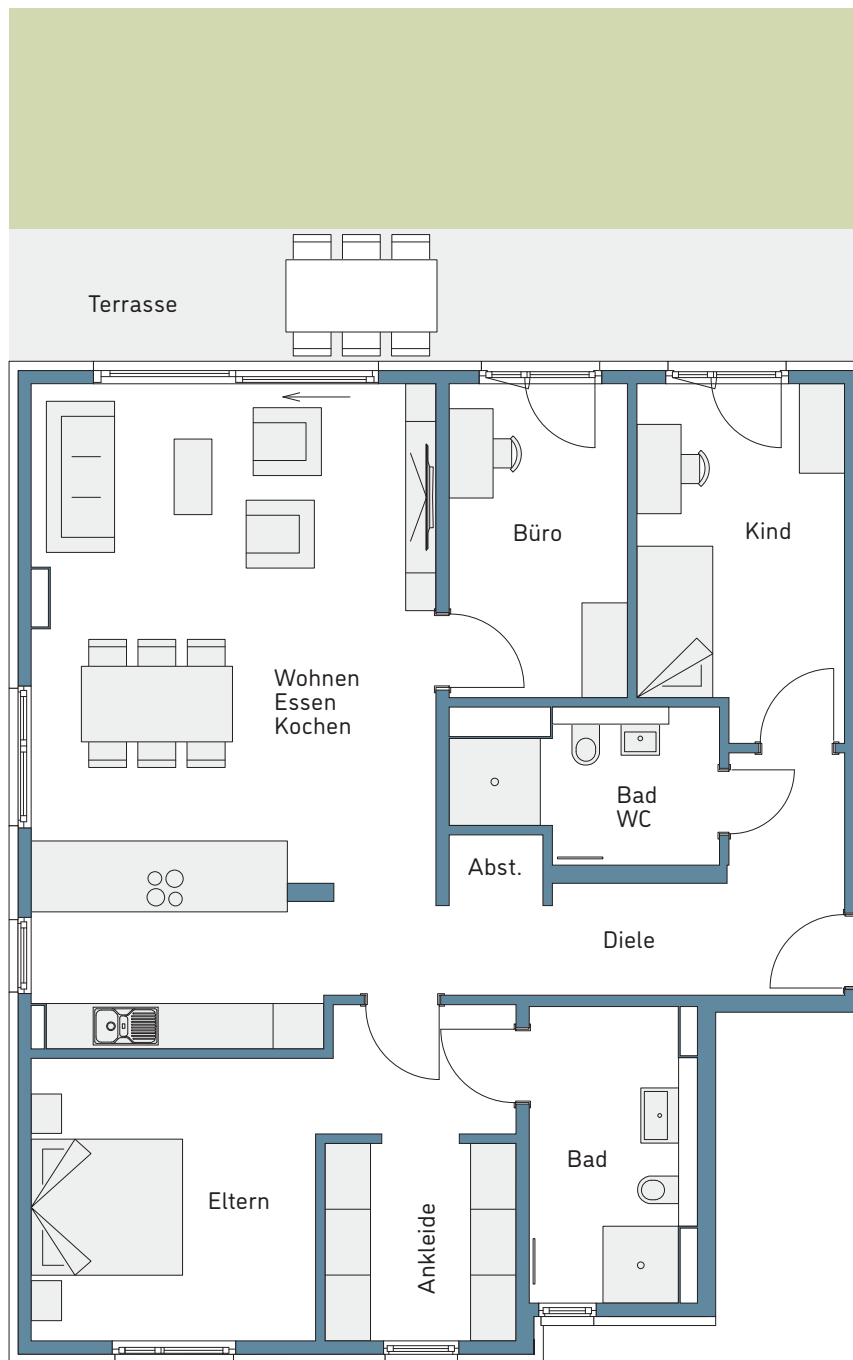 Terrasse
Büro
Kind
Wohnen
Essen
Kochen
Bad
WC
Abst.
Diele
Bad
Eltern
Ankleide